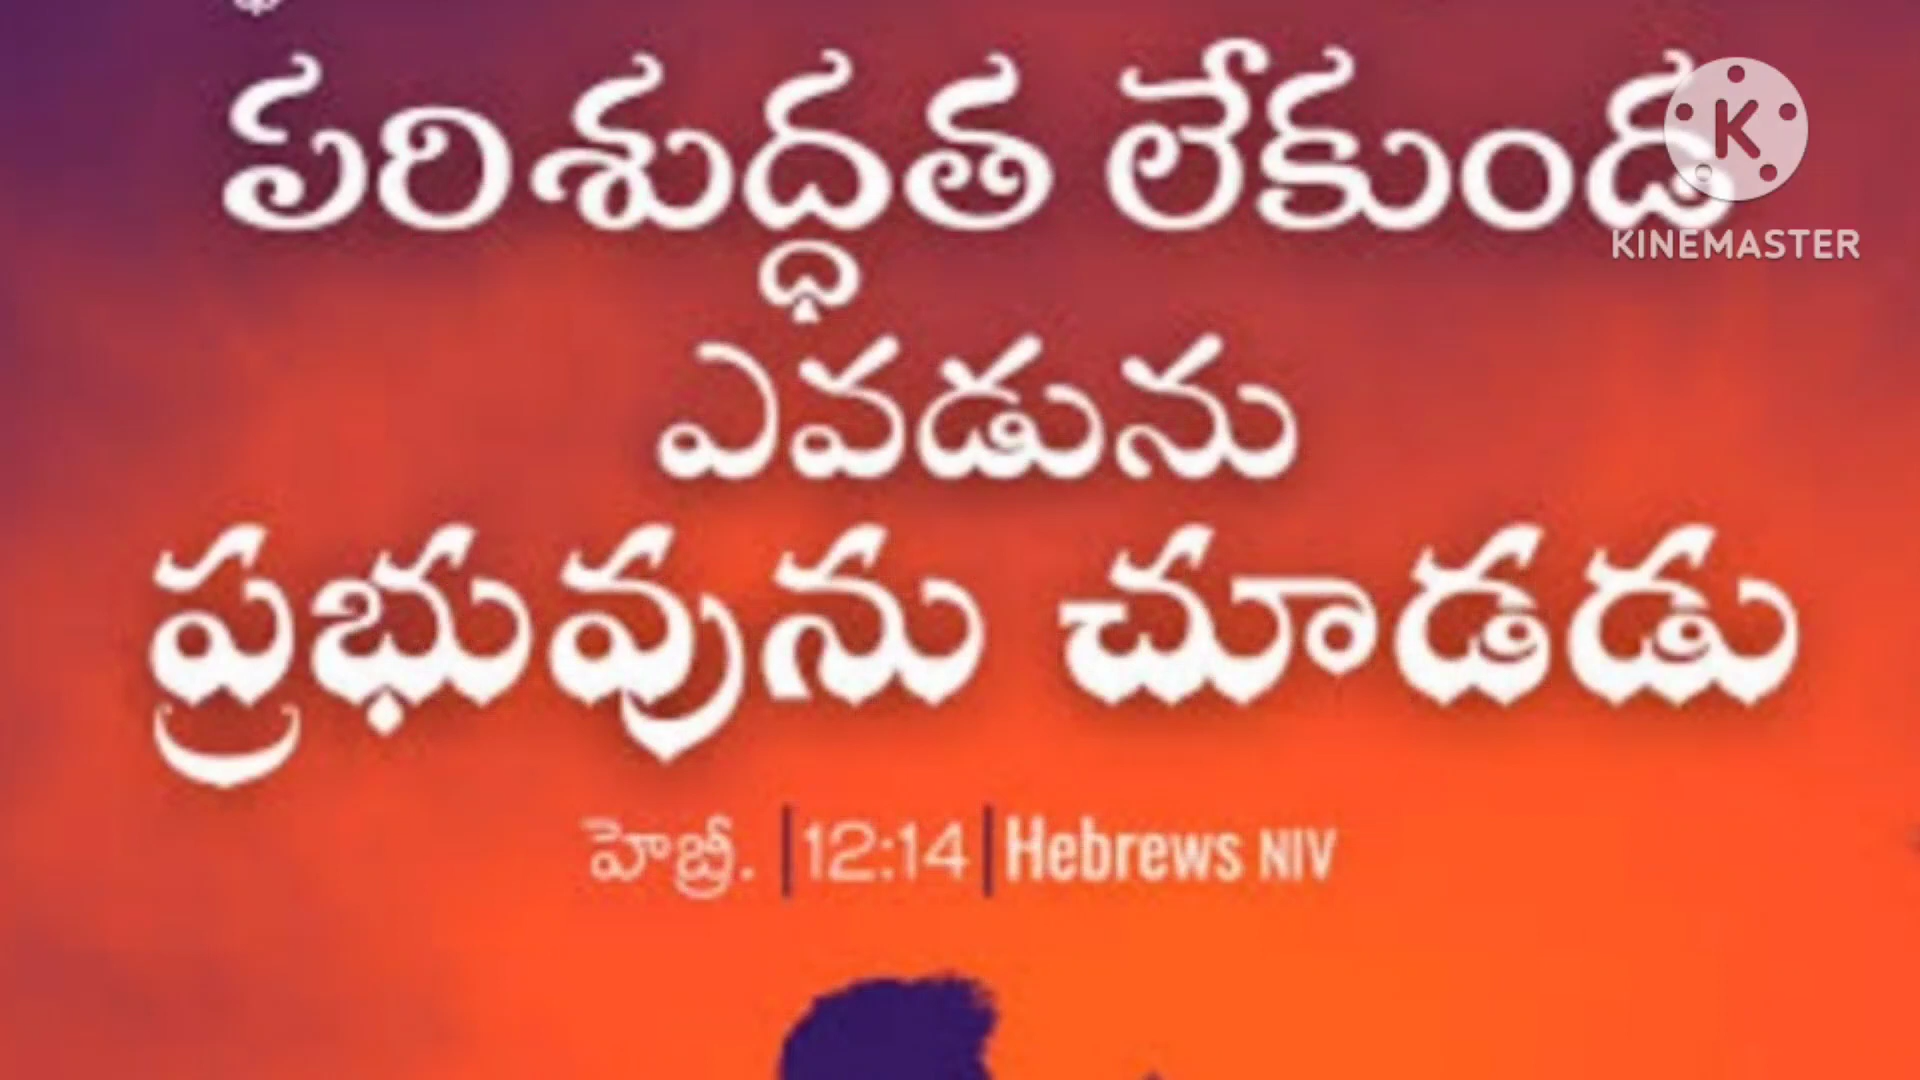 పరిశుద్ధత లేకుండ
ఎవడును
ప్రభువును చూడడు
హెబ్రీ. |12:14| Hebrews NIV
K
KINEMASTER